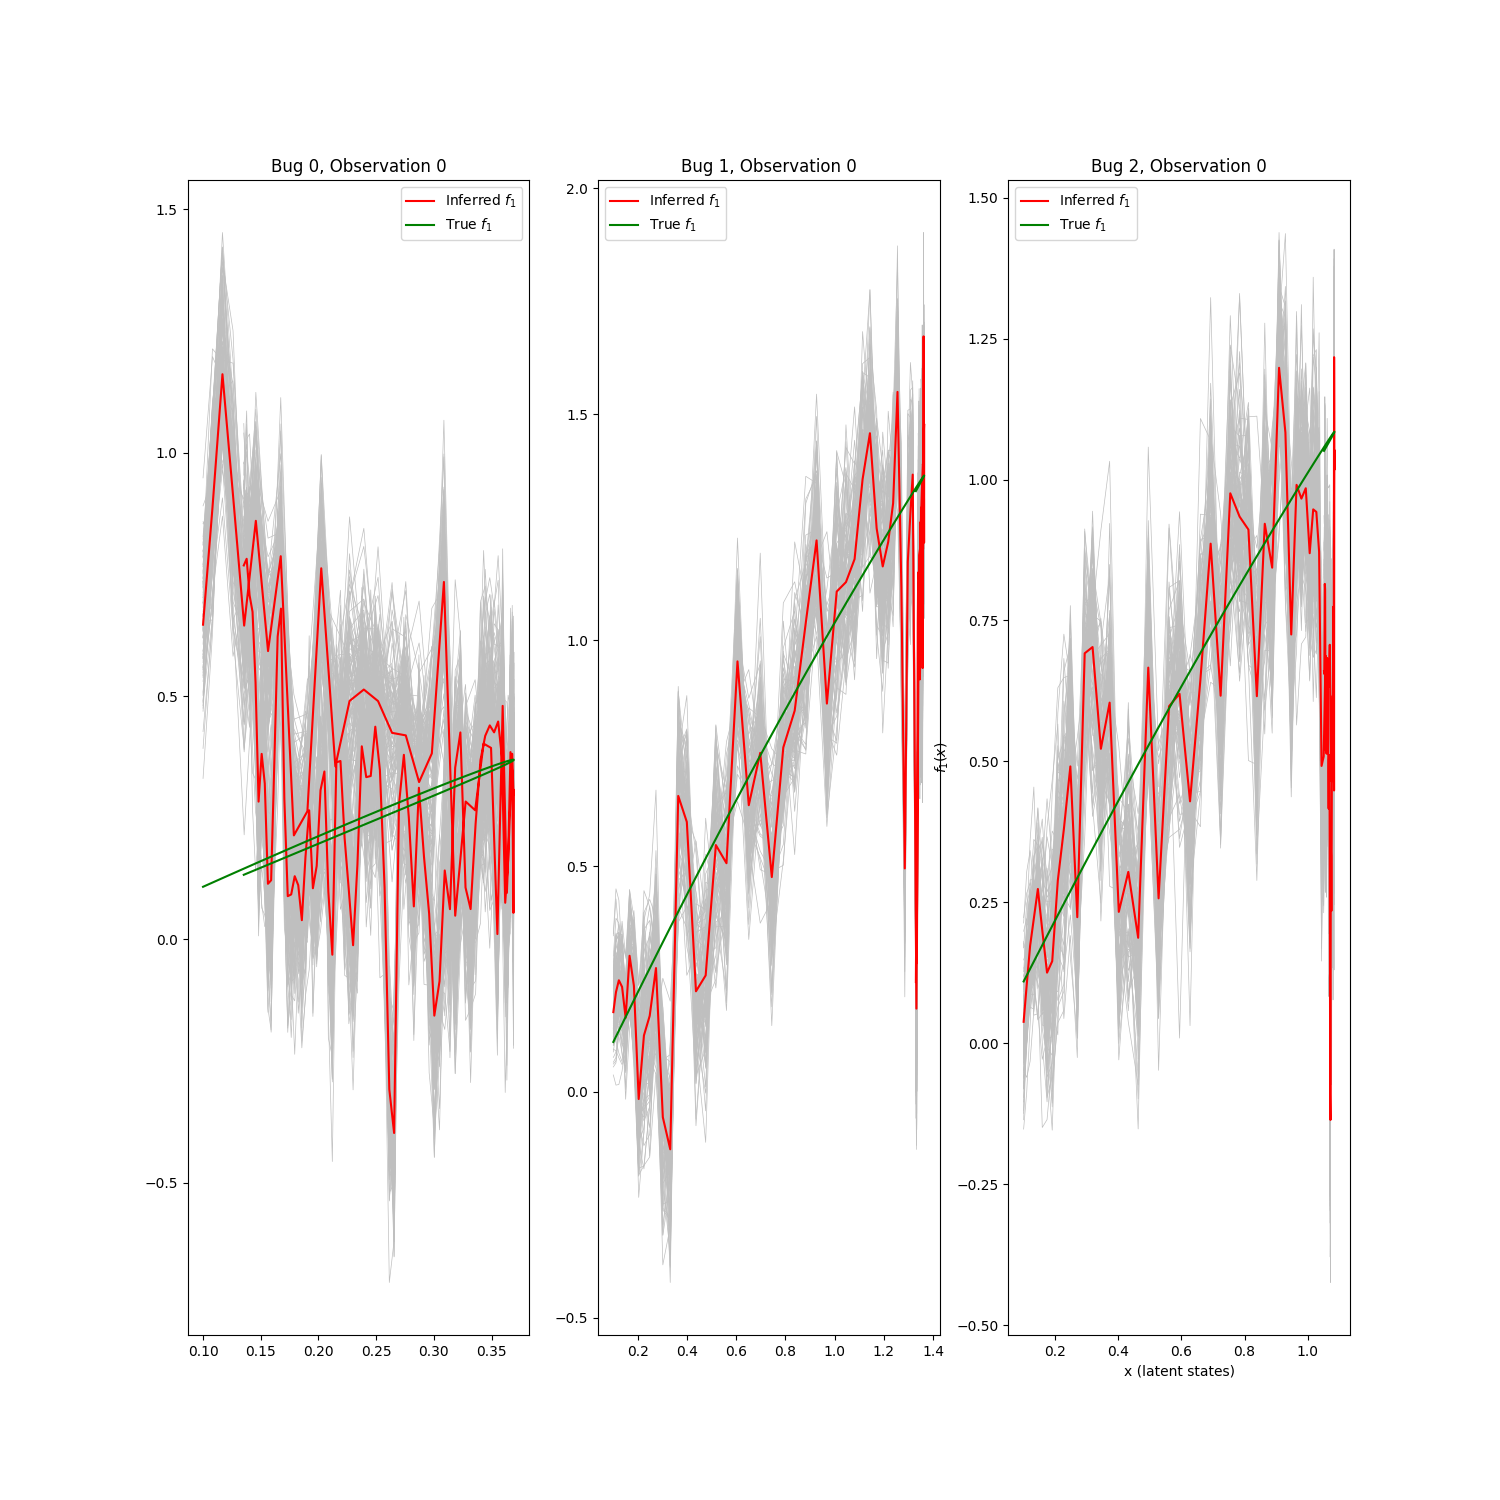 Bug 0, Observation 0
Inferred f₁
True f₁
1.5
1.0
0.5
0.0
−0.5
0.10 0.15 0.20 0.25 0.30 0.35
Bug 1, Observation 0
Inferred f₁
True f₁
2.0
1.5
1.0
0.5
0.0
−0.5
0.2 0.4 0.6 0.8 1.0 1.2 1.4
Bug 2, Observation 0
Inferred f₁
True f₁
f₁(x)
1.50
1.25
1.00
0.75
0.50
0.25
0.00
−0.25
−0.50
0.2 0.4 0.6 0.8 1.0
x (latent states)